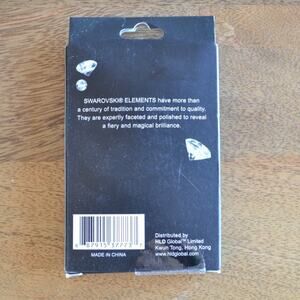 SWAROVSKI® ELEMENTS have more than
a century of tradition and commitment to quality.
They are expertly faceted and polished to reveal
a fiery and magical brilliance.
Distributed by
HLD Global™ Limited
Kwun Tong, Hong Kong
www.hldglobal.com
MADE IN CHINA